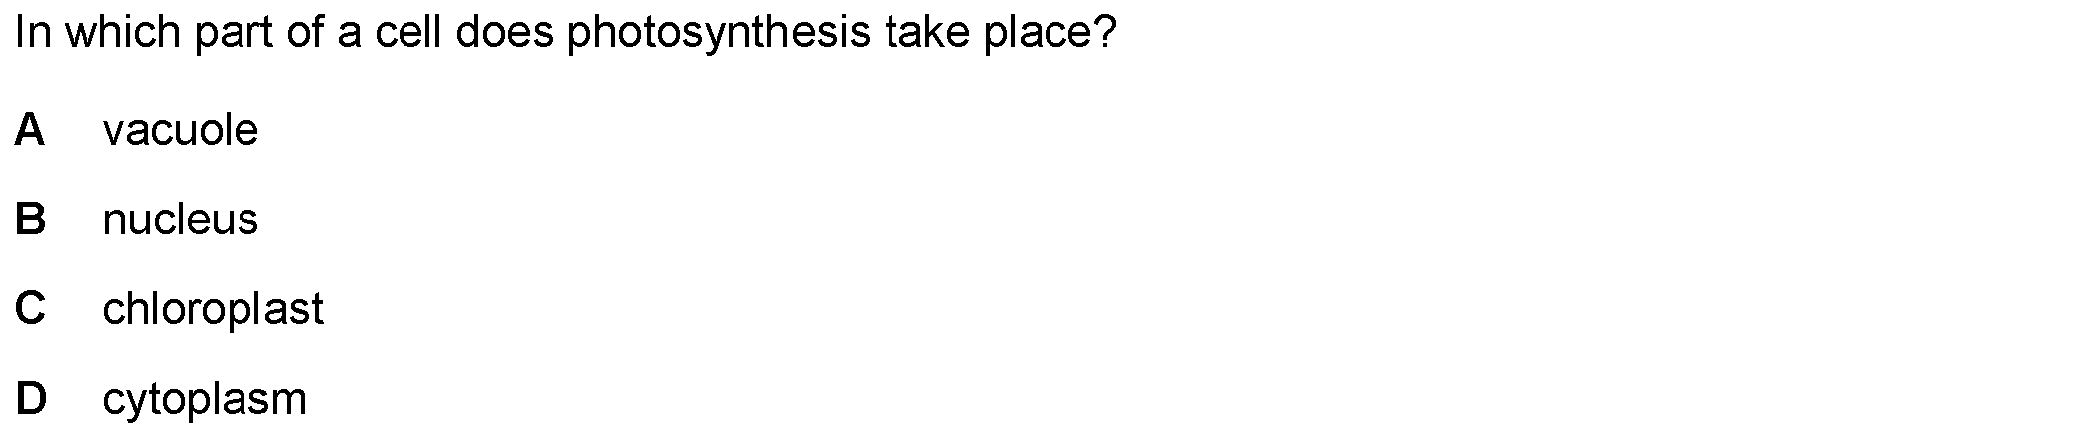 In which part of a cell does photosynthesis take place?
A vacuole
B nucleus
C chloroplast
D cytoplasm